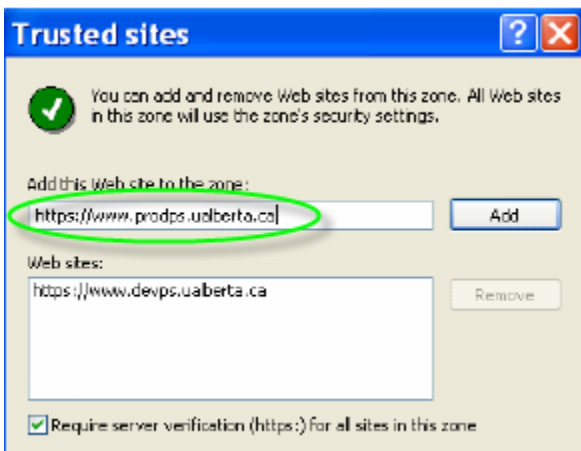 Trusted sites
You can add and remove Web sites from this zone. All Web sites
in this zone will use the zone's security settings.
Add this Web site to the zone:
https://www.prodps.ualberta.ca
Add
Web sites:
https://www.devps.ualberta.ca
Remove
Require server verification (https:) for all sites in this zone